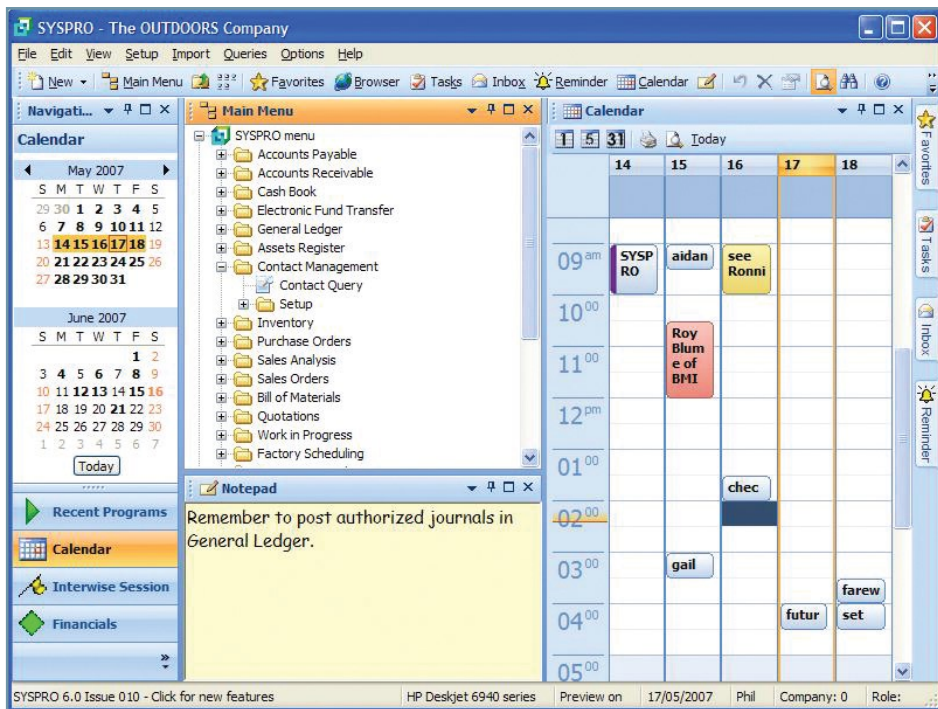 SYSPRO - The OUTDOORS Company
File Edit View Setup Import Queries Options Help
New Main Menu Favorites Browser Tasks Inbox Reminder Calendar
Navigati...
Calendar
May 2007
S M T W T F S
29 30 1 2 3 4 5
6 7 8 9 10 11 12
13 14 15 16 17 18 19
20 21 22 23 24 25 26
27 28 29 30 31
June 2007
S M T W T F S
1 2
3 4 5 6 7 8 9
10 11 12 13 14 15 16
17 18 19 20 21 22 23
24 25 26 27 28 29 30
1 2 3 4 5 6 7
Today
Recent Programs
Calendar
Interwise Session
Financials
Main Menu
SYSPRO menu
Accounts Payable
Accounts Receivable
Cash Book
Electronic Fund Transfer
General Ledger
Assets Register
Contact Management
Contact Query
Setup
Inventory
Purchase Orders
Sales Analysis
Sales Orders
Bill of Materials
Quotations
Work in Progress
Factory Scheduling
Notepad
Remember to post authorized journals in
General Ledger.
Calendar
1 5 31 Today
14 15 16 17 18
09 am
SYSP
RO
aidan
see
Ronni
10 00
Roy
Blum
e of
BMI
11 00
12 pm
01 00
chec
02 00
03 00
gail
farew
04 00
futur
set
05 00
Favorites
Tasks
Inbox
Reminder
SYSPRO 6.0 Issue 010 - Click for new features HP Deskjet 6940 series Preview on 17/05/2007 Phil Company: 0 Role: